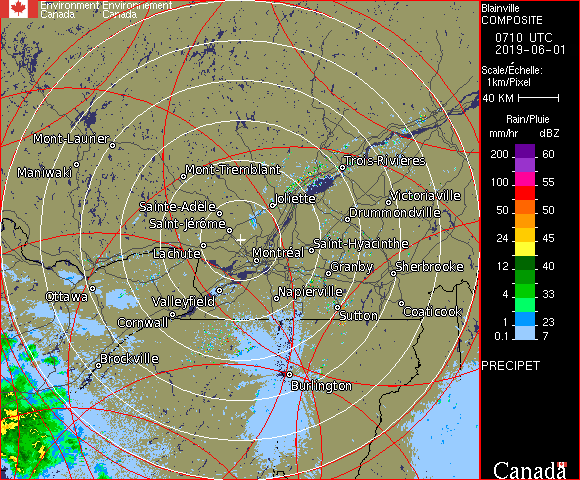 Environment Environnement
Canada Canada
Blainville
COMPOSITE
0710 UTC
2019-06-01
Scale/Échelle:
1km/Pixel
40 KM
Rain/Pluie
mm/hr dBZ
200 60
100 55
50 50
24 45
12 40
4 33
1 23
0.1 7
PRECIPET
Canada
Mont-Laurier
Maniwaki
Mont-Tremblant
Trois-Rivières
Sainte-Adele
Joliette
Victoriaville
Saint-Jérome
Drummondville
Lachute
Montréal
Saint-Hyacinthe
Granby
Sherbrooke
Ottawa
Valleyfield
Napierville
Cornwall
Sutton
Coaticook
Brockville
Burlington